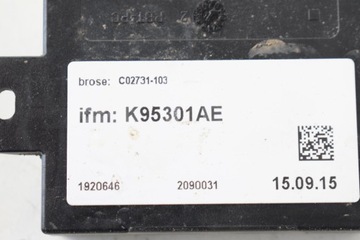 brose: C02731-103
ifm: K95301AE
1920646 2090031 15.09.15